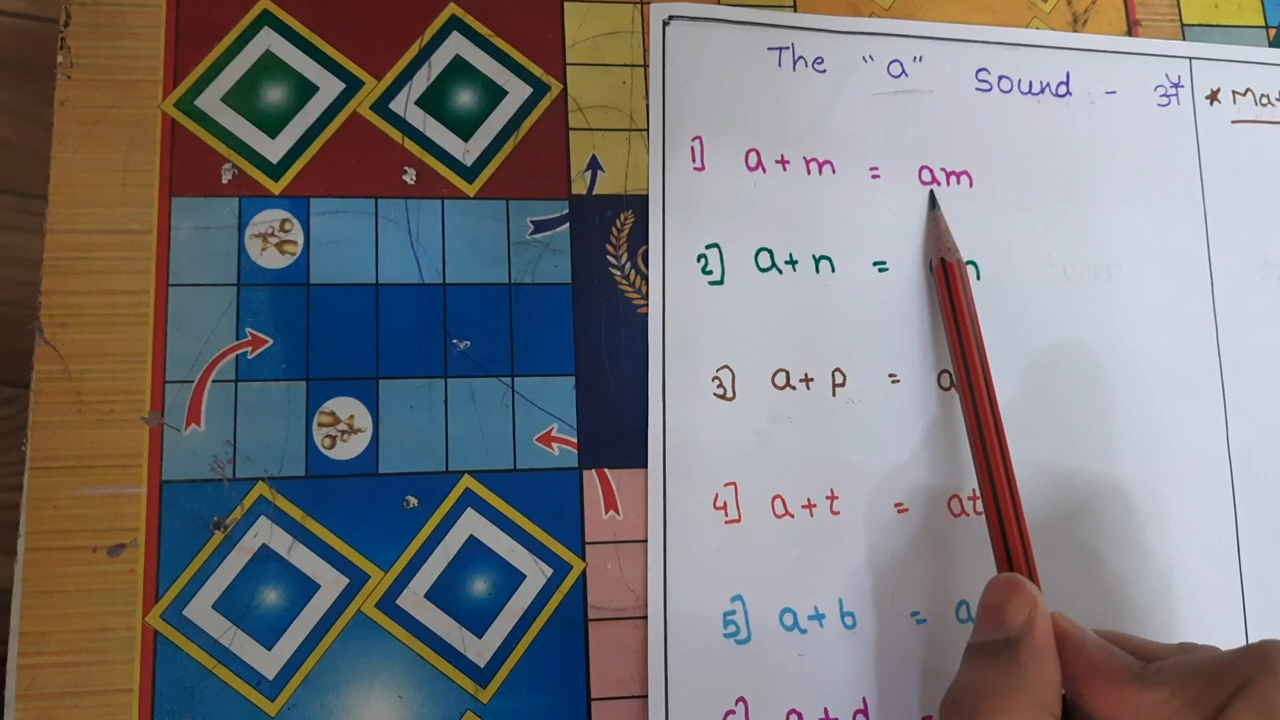 The "a" Sound - ॲ
* Ma
1] a + m = am
2] a + n =
3] a + p = a
4] a + t = at
5] a + b = a
a + d =